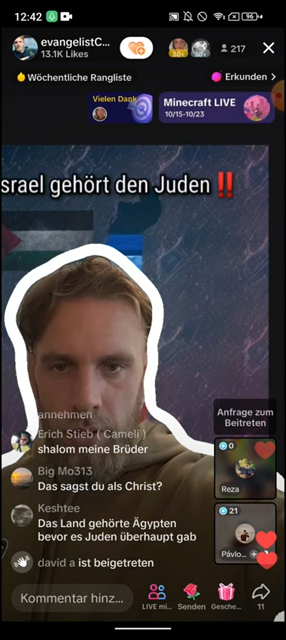 12:42
96
evangelistC...
13.1K Likes
30+
217
Wöchentliche Rangliste
Erkunden >
Vielen Dank
Minecraft LIVE
10/15-10/23
srael gehört den Juden ‼️
annehmen
Erich Stieb ( Cameli )
shalom meine Brüder
Big Mo313
Das sagst du als Christ?
Keshtee
Das Land gehörte Ägypten
bevor es Juden überhaupt gab
david a ist beigetreten
Anfrage zum
Beitreten
0
Reza
21
Pávlo...
Kommentar hinz...
LIVE mi...
Senden
Gesche...
11